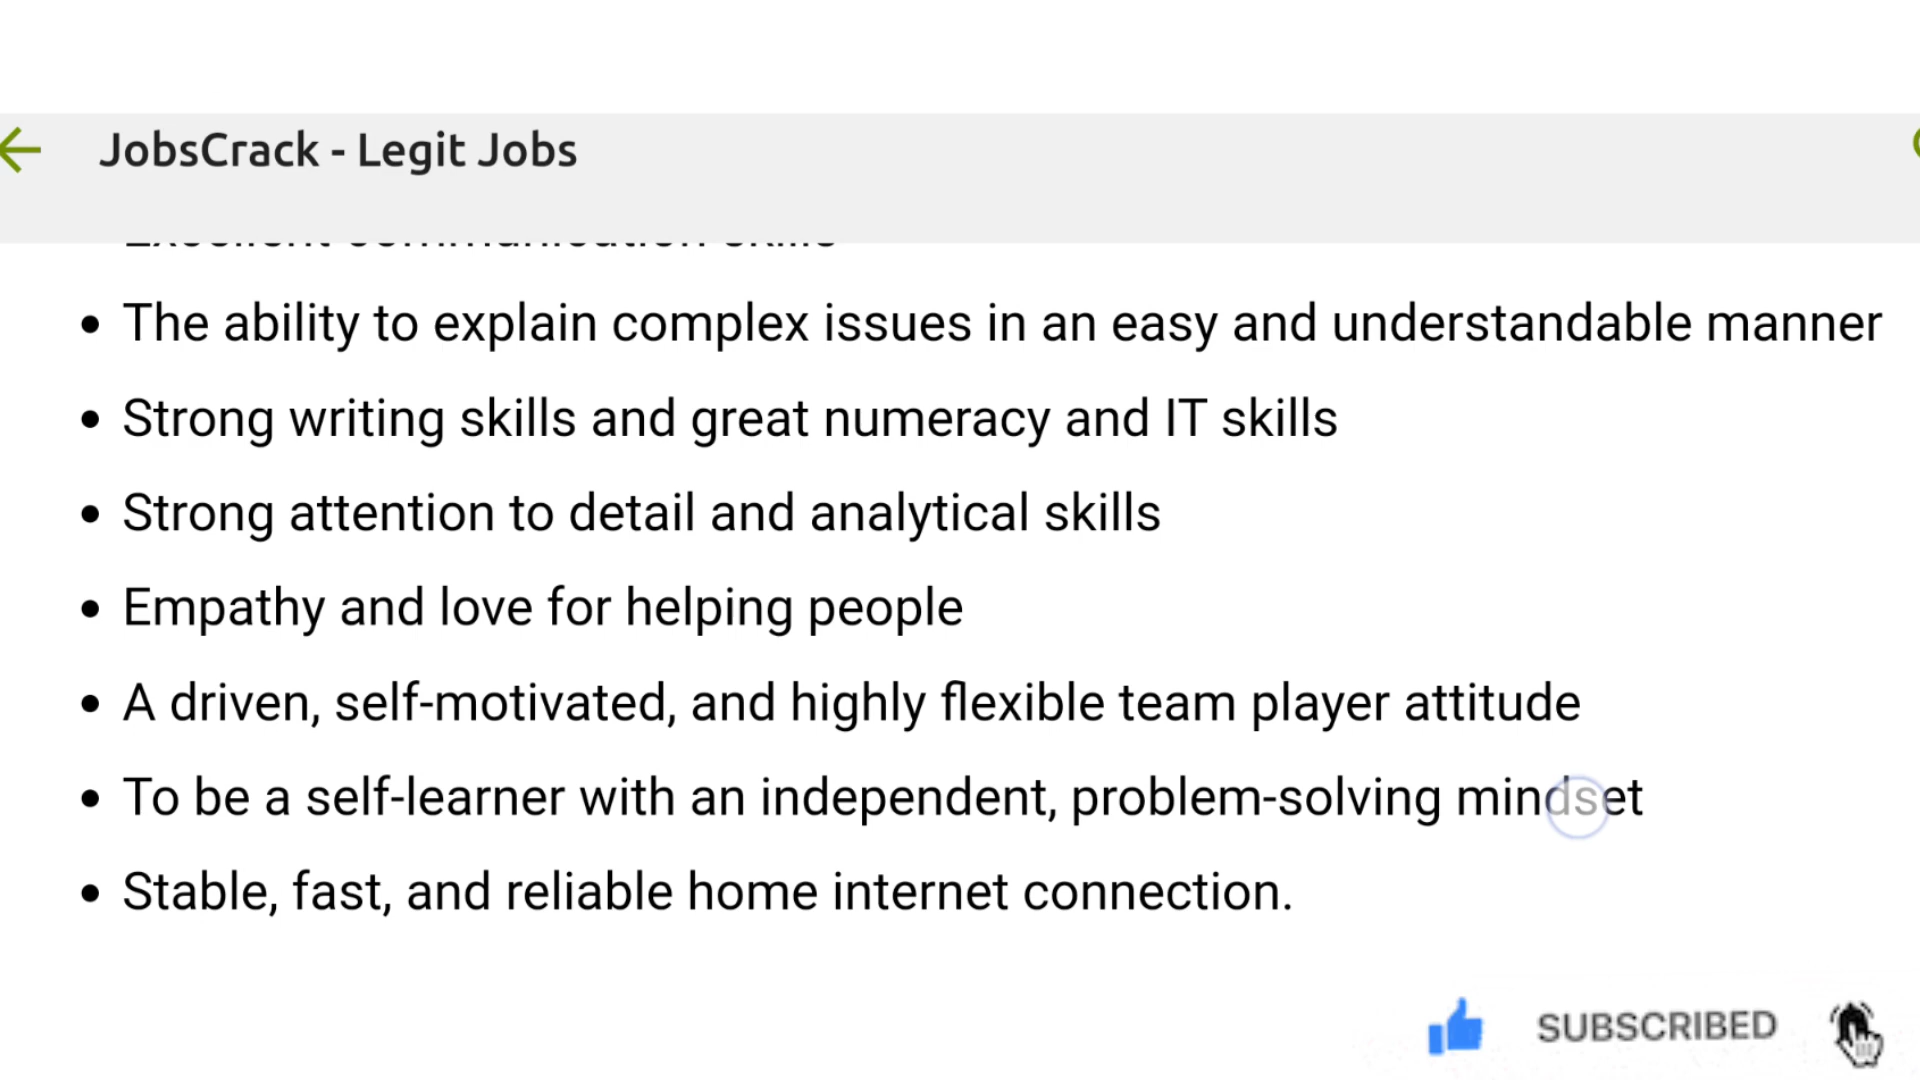 JobsCrack - Legit Jobs
Excellent communication skills
The ability to explain complex issues in an easy and understandable manner
Strong writing skills and great numeracy and IT skills
Strong attention to detail and analytical skills
Empathy and love for helping people
A driven, self-motivated, and highly flexible team player attitude
To be a self-learner with an independent, problem-solving mindset
Stable, fast, and reliable home internet connection.
SUBSCRIBED